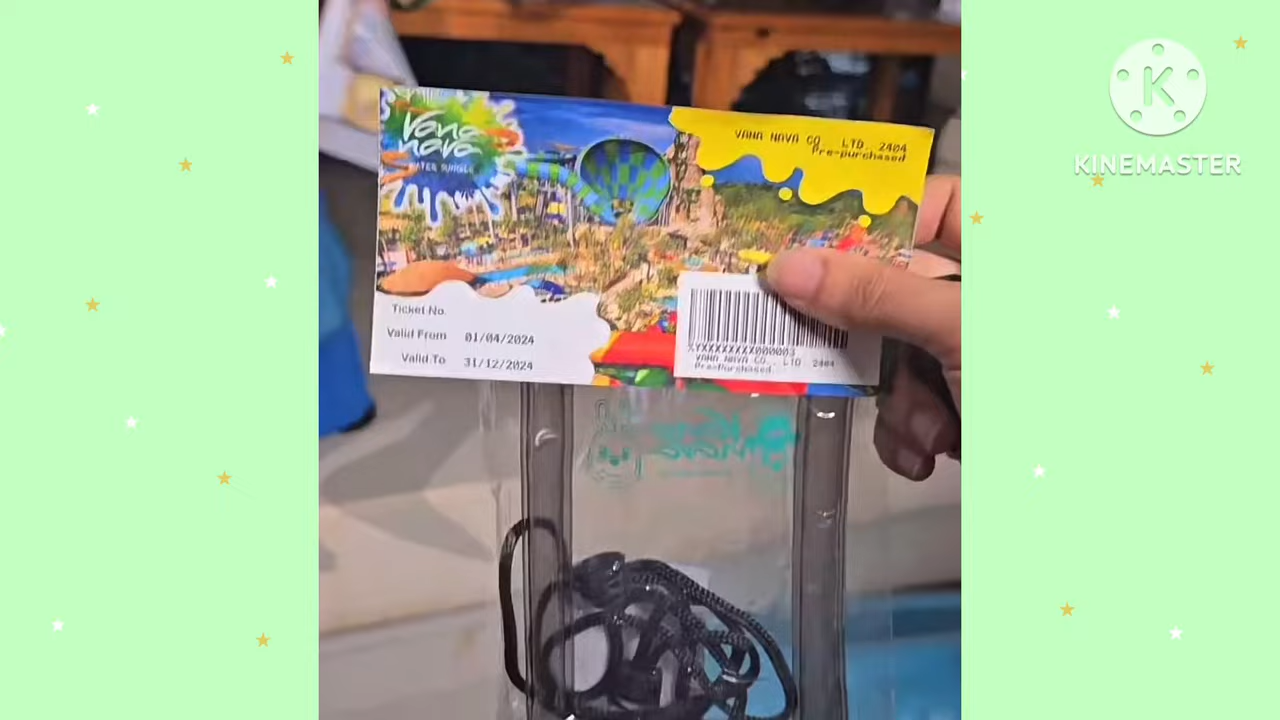 Vana
nava
WATER JUNGLE
VANA NAVA CO., LTD. 2404
Pre-purchased
Ticket No.
Valid From 01/04/2024
Valid To 31/12/2024
XYXXXXXXXX000003
VANA NAVA CO., LTD. 2404
Pre-Purchased
KINEMASTER